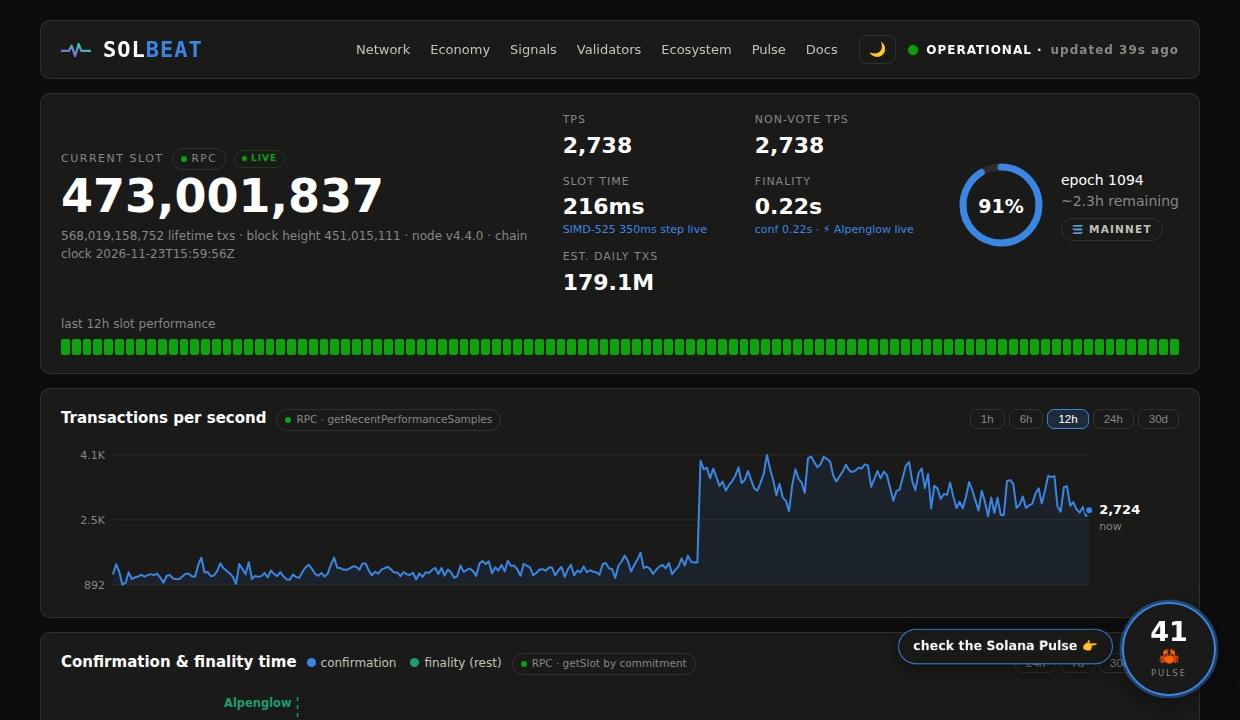 SOLBEAT
Network Economy Signals Validators Ecosystem Pulse Docs
OPERATIONAL · updated 39s ago
CURRENT SLOT RPC LIVE
473,001,837
568,019,158,752 lifetime txs · block height 451,015,111 · node v4.4.0 · chain
clock 2026-11-23T15:59:56Z
TPS
2,738
NON-VOTE TPS
2,738
SLOT TIME
216ms
SIMD-525 350ms step live
FINALITY
0.22s
conf 0.22s · ⚡ Alpenglow live
EST. DAILY TXS
179.1M
91%
epoch 1094
~2.3h remaining
MAINNET
last 12h slot performance
Transactions per second RPC · getRecentPerformanceSamples
1h 6h 12h 24h 30d
4.1K
2.5K
892
2,724
now
Confirmation & finality time confirmation finality (rest) RPC · getSlot by commitment
Alpenglow
check the Solana Pulse 👉
41
🦀
PULSE